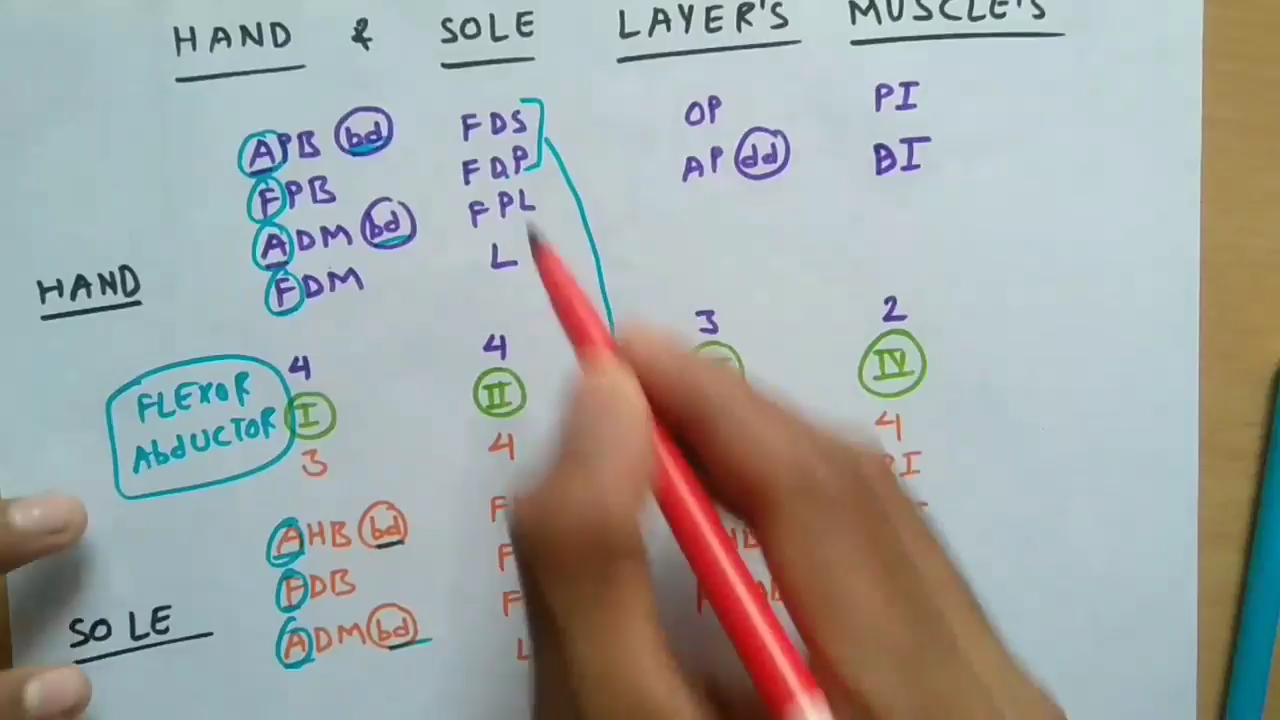 HAND & SOLE LAYER'S MUSCLE'S
APB bd
FPB
ADM bd
FDM
FDS
FDP
FPL
L
OP
AP dd
PI
DI
HAND
4 4 3 2
FLEXOR
AbDUCTOR
I II IV
3 4 4
AHB bd
FDB
ADM bd
SOLE